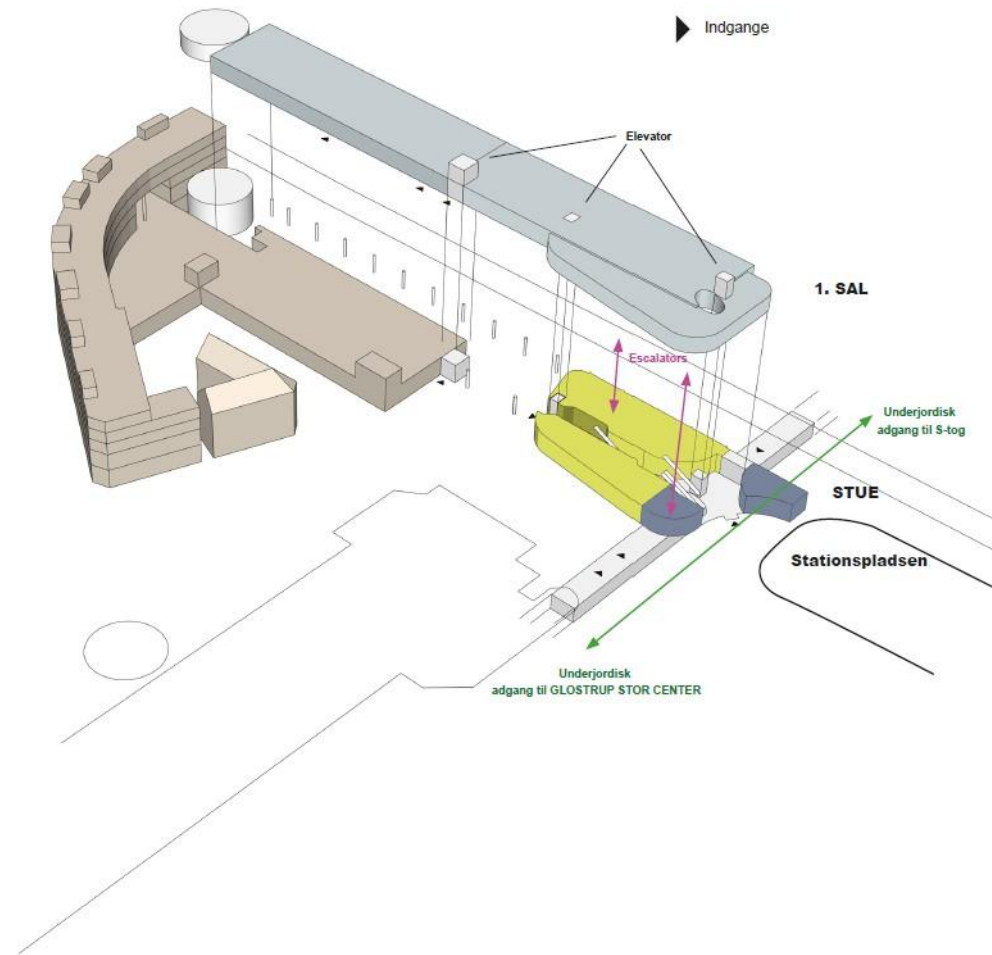 Indgange
Elevator
1. SAL
Escalators
Underjordisk
adgang til S-tog
STUE
Stationspladsen
Underjordisk
adgang til GLOSTRUP STOR CENTER